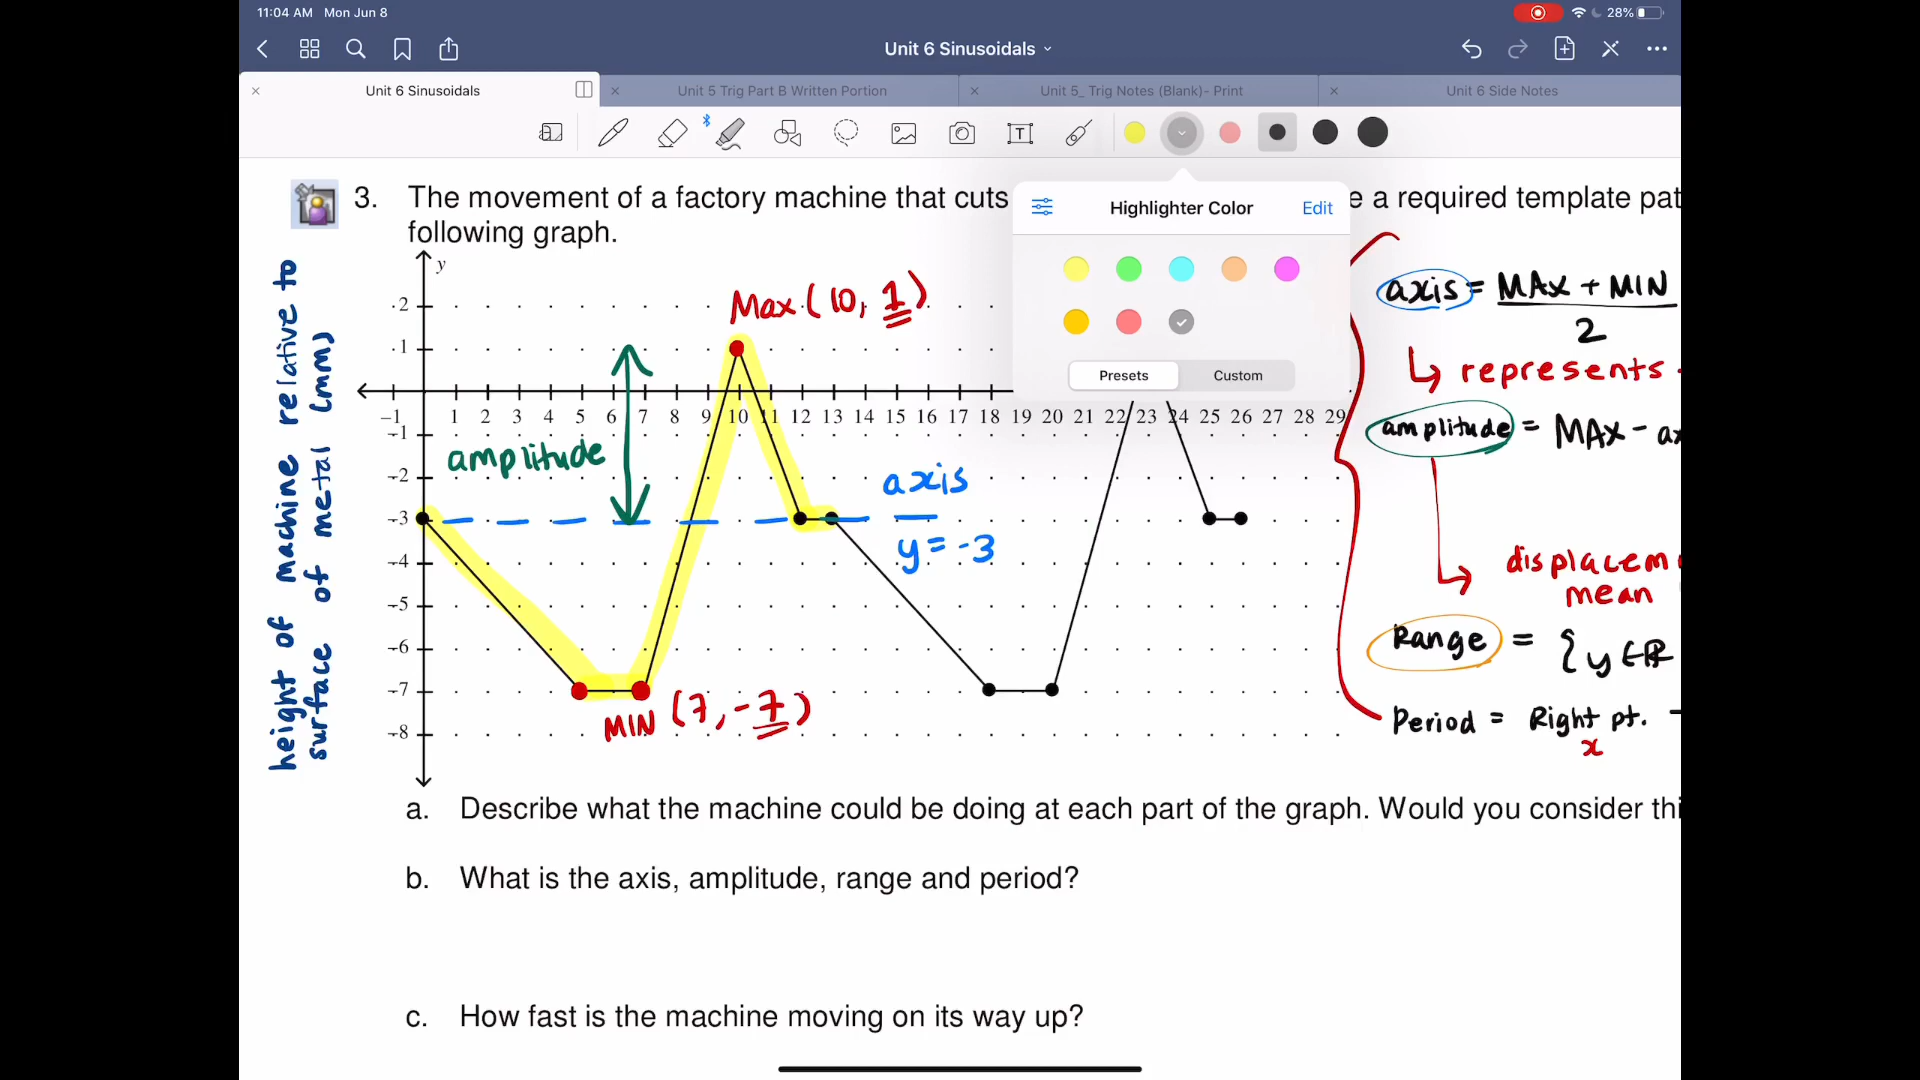 11:04 AM Mon Jun 8
28%
Unit 6 Sinusoidals
Unit 6 Sinusoidals
Unit 5 Trig Part B Written Portion
Unit 5_ Trig Notes (Blank)- Print
Unit 6 Side Notes
T
Highlighter Color
Edit
Presets
Custom
3. The movement of a factory machine that cuts
e a required template pat
following graph.
height of machine relative to
surface of metal (mm)
y
2
1
-1
-2
-3
-4
-5
-6
-7
-8
-1 1 2 3 4 5 6 7 8 9 10 11 12 13 14 15 16 17 18 19 20 21 22 23 24 25 26 27 28 29
Max (10, 1)
amplitude
axis
y = -3
MIN (7, -7)
axis = MAX + MIN
2
↳ represents
amplitude = MAX - ax
displacem
mean
Range = {y ∈ ℝ
Period = Right pt. -
x
a. Describe what the machine could be doing at each part of the graph. Would you consider thi
b. What is the axis, amplitude, range and period?
c. How fast is the machine moving on its way up?